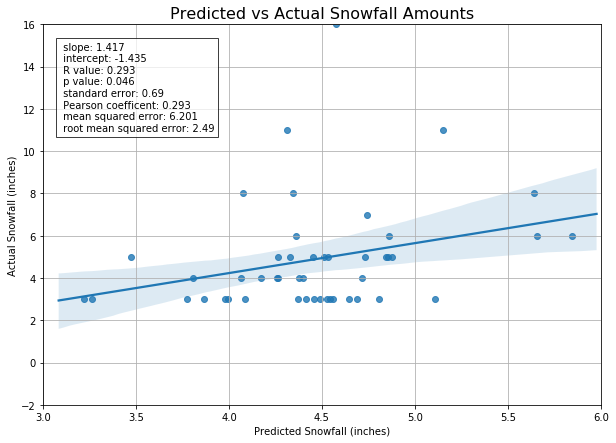 Predicted vs Actual Snowfall Amounts
slope: 1.417
intercept: -1.435
R value: 0.293
p value: 0.046
standard error: 0.69
Pearson coefficent: 0.293
mean squared error: 6.201
root mean squared error: 2.49
Actual Snowfall (inches)
16
14
12
10
8
6
4
2
0
−2
3.0 3.5 4.0 4.5 5.0 5.5 6.0
Predicted Snowfall (inches)